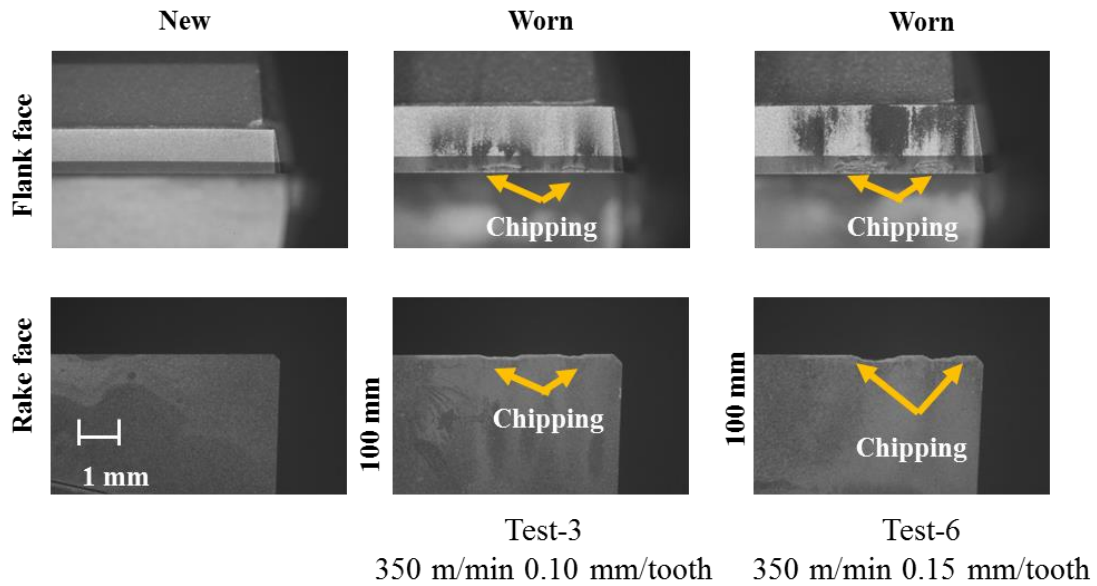 New
Worn
Worn
Flank face
Chipping
Chipping
Rake face
1 mm
100 mm
Chipping
100 mm
Chipping
Test-3
350 m/min 0.10 mm/tooth
Test-6
350 m/min 0.15 mm/tooth